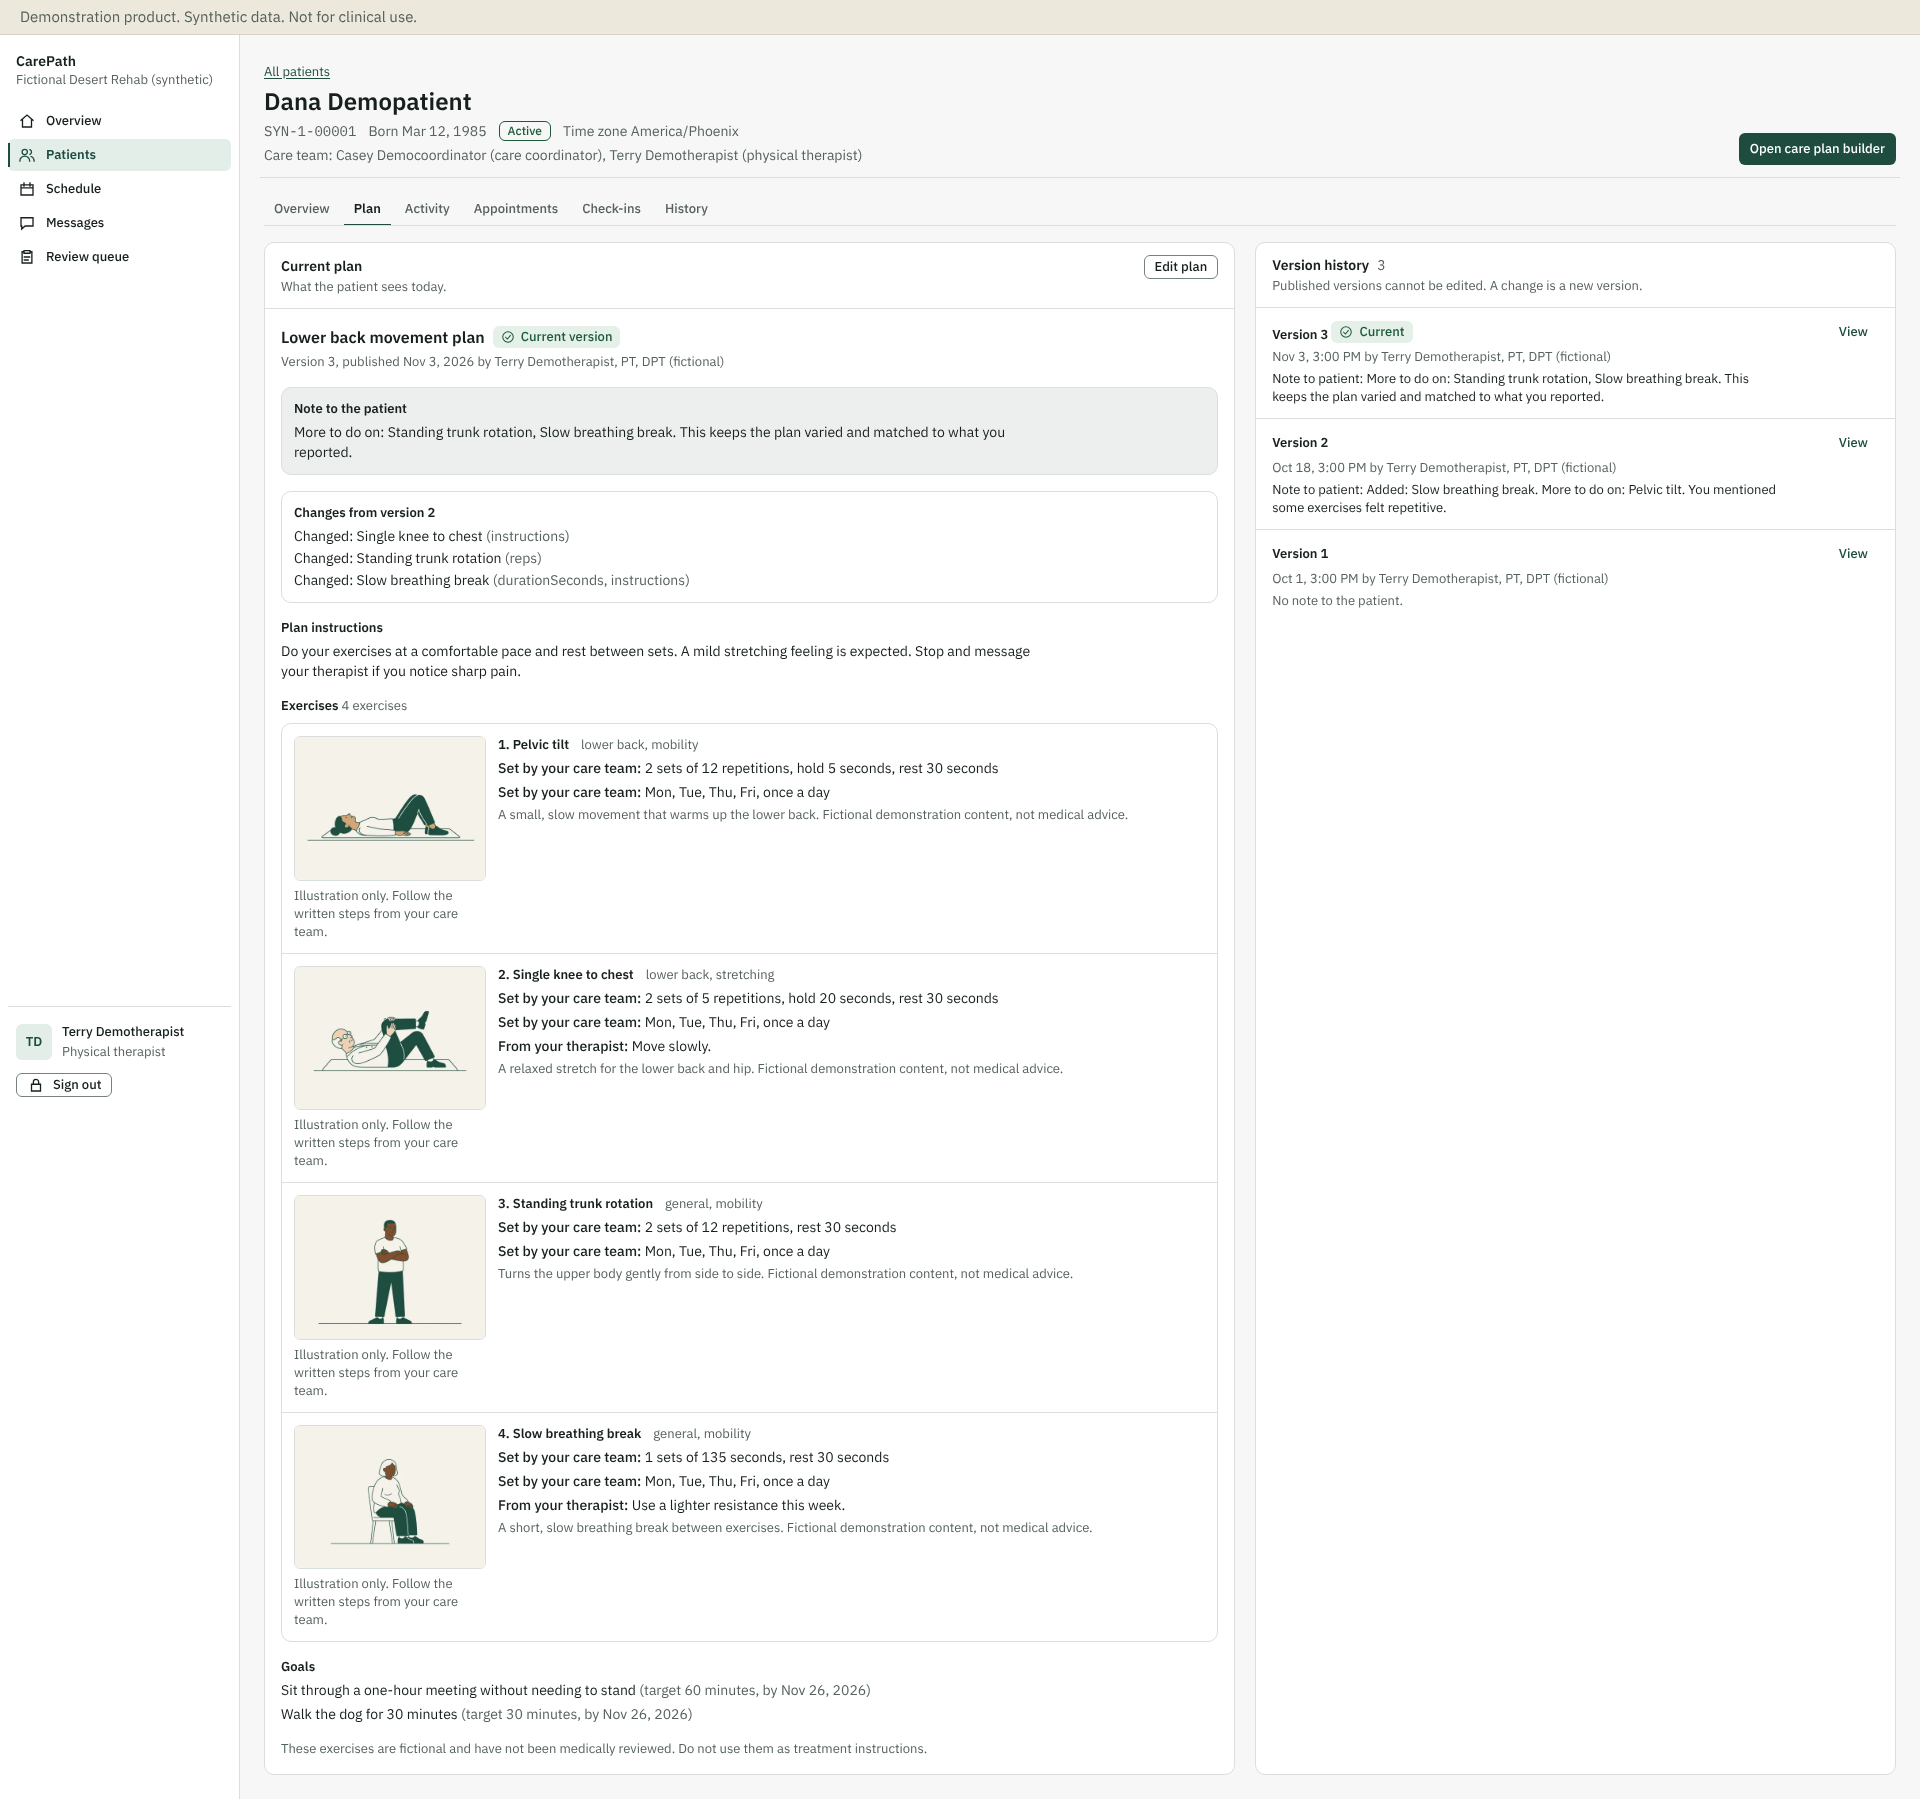 Demonstration product. Synthetic data. Not for clinical use.
CarePath
Fictional Desert Rehab (synthetic)
Overview
Patients
Schedule
Messages
Review queue
Terry Demotherapist
TD
Physical therapist
Sign out
All patients
Dana Demopatient
SYN-1-00001 Born Mar 12, 1985 Active Time zone America/Phoenix
Care team: Casey Democoordinator (care coordinator), Terry Demotherapist (physical therapist)
Open care plan builder
Overview Plan Activity Appointments Check-ins History
Current plan
What the patient sees today.
Edit plan
Lower back movement plan Current version
Version 3, published Nov 3, 2026 by Terry Demotherapist, PT, DPT (fictional)
Note to the patient
More to do on: Standing trunk rotation, Slow breathing break. This keeps the plan varied and matched to what you
reported.
Changes from version 2
Changed: Single knee to chest (instructions)
Changed: Standing trunk rotation (reps)
Changed: Slow breathing break (durationSeconds, instructions)
Plan instructions
Do your exercises at a comfortable pace and rest between sets. A mild stretching feeling is expected. Stop and message
your therapist if you notice sharp pain.
Exercises 4 exercises
1. Pelvic tilt lower back, mobility
Set by your care team: 2 sets of 12 repetitions, hold 5 seconds, rest 30 seconds
Set by your care team: Mon, Tue, Thu, Fri, once a day
A small, slow movement that warms up the lower back. Fictional demonstration content, not medical advice.
Illustration only. Follow the
written steps from your care
team.
2. Single knee to chest lower back, stretching
Set by your care team: 2 sets of 5 repetitions, hold 20 seconds, rest 30 seconds
Set by your care team: Mon, Tue, Thu, Fri, once a day
From your therapist: Move slowly.
A relaxed stretch for the lower back and hip. Fictional demonstration content, not medical advice.
Illustration only. Follow the
written steps from your care
team.
3. Standing trunk rotation general, mobility
Set by your care team: 2 sets of 12 repetitions, rest 30 seconds
Set by your care team: Mon, Tue, Thu, Fri, once a day
Turns the upper body gently from side to side. Fictional demonstration content, not medical advice.
Illustration only. Follow the
written steps from your care
team.
4. Slow breathing break general, mobility
Set by your care team: 1 sets of 135 seconds, rest 30 seconds
Set by your care team: Mon, Tue, Thu, Fri, once a day
From your therapist: Use a lighter resistance this week.
A short, slow breathing break between exercises. Fictional demonstration content, not medical advice.
Illustration only. Follow the
written steps from your care
team.
Goals
Sit through a one-hour meeting without needing to stand (target 60 minutes, by Nov 26, 2026)
Walk the dog for 30 minutes (target 30 minutes, by Nov 26, 2026)
These exercises are fictional and have not been medically reviewed. Do not use them as treatment instructions.
Version history 3
Published versions cannot be edited. A change is a new version.
Version 3 Current View
Nov 3, 3:00 PM by Terry Demotherapist, PT, DPT (fictional)
Note to patient: More to do on: Standing trunk rotation, Slow breathing break. This
keeps the plan varied and matched to what you reported.
Version 2 View
Oct 18, 3:00 PM by Terry Demotherapist, PT, DPT (fictional)
Note to patient: Added: Slow breathing break. More to do on: Pelvic tilt. You mentioned
some exercises felt repetitive.
Version 1 View
Oct 1, 3:00 PM by Terry Demotherapist, PT, DPT (fictional)
No note to the patient.